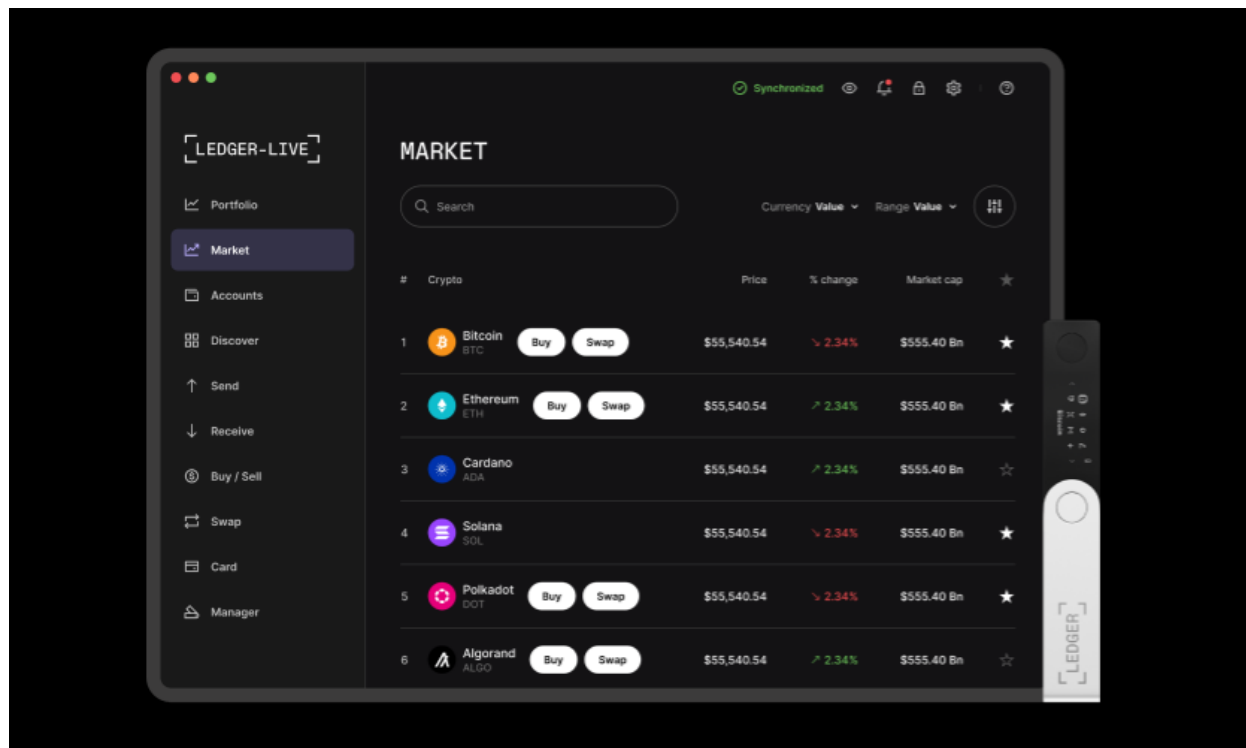 Synchronized
LEDGER-LIVE
MARKET
Portfolio
Market
Accounts
Discover
Send
Receive
Buy / Sell
Swap
Card
Manager
Search
Currency Value
Range Value
# Crypto Price % change Market cap
1 Bitcoin BTC Buy Swap $55,540.54 2.34% $555.40 Bn
2 Ethereum ETH Buy Swap $55,540.54 2.34% $555.40 Bn
3 Cardano ADA $55,540.54 2.34% $555.40 Bn
4 Solana SOL $55,540.54 2.34% $555.40 Bn
5 Polkadot DOT Buy Swap $55,540.54 2.34% $555.40 Bn
6 Algorand ALGO Buy Swap $55,540.54 2.34% $555.40 Bn
Bitcoin
LEDGER